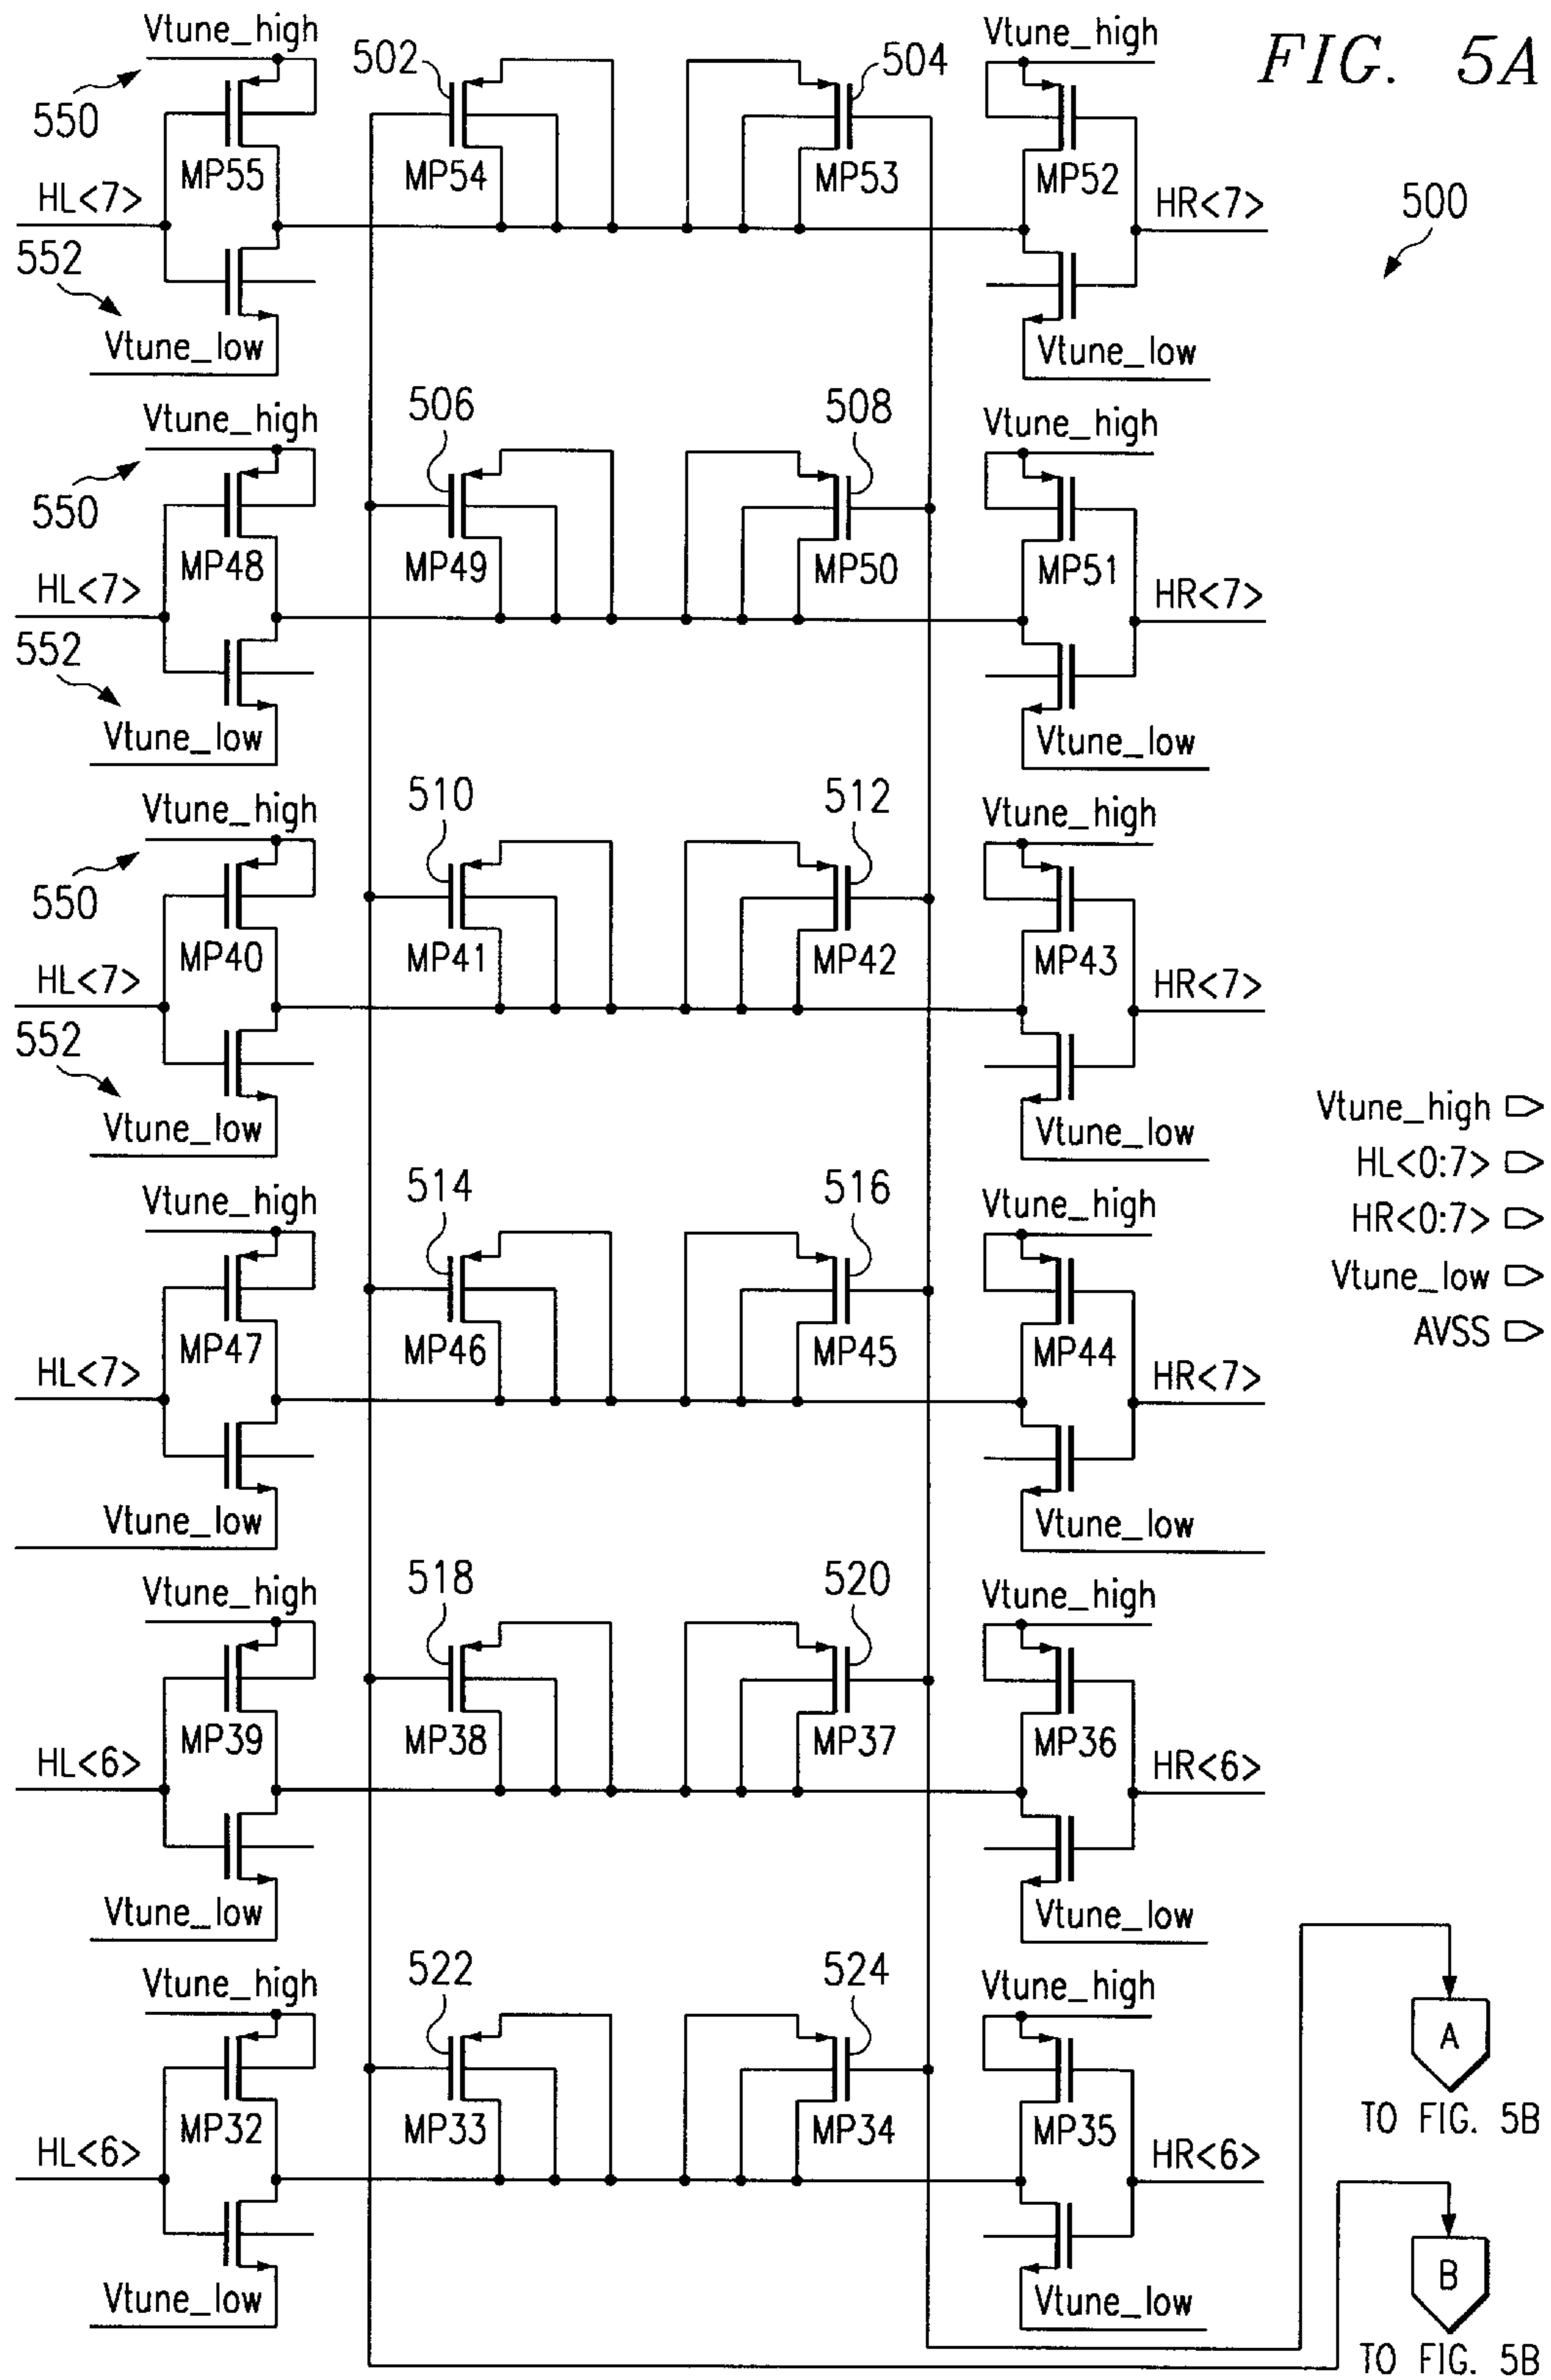 FIG. 5A
500
Vtune_high
502
504
Vtune_high
550
MP55
MP54
MP53
MP52
HL<7>
HR<7>
552
Vtune_low
Vtune_low
Vtune_high
506
508
Vtune_high
550
MP48
MP49
MP50
MP51
HL<7>
HR<7>
552
Vtune_low
Vtune_low
Vtune_high
510
512
Vtune_high
550
MP40
MP41
MP42
MP43
HL<7>
HR<7>
552
Vtune_low
Vtune_low
Vtune_high
HL<0:7>
HR<0:7>
Vtune_low
AVSS
Vtune_high
514
516
Vtune_high
MP47
MP46
MP45
MP44
HL<7>
HR<7>
Vtune_low
Vtune_low
Vtune_high
518
520
Vtune_high
MP39
MP38
MP37
MP36
HL<6>
HR<6>
Vtune_low
Vtune_low
Vtune_high
522
524
Vtune_high
MP32
MP33
MP34
MP35
HL<6>
HR<6>
Vtune_low
Vtune_low
A
TO FIG. 5B
B
TO FIG. 5B